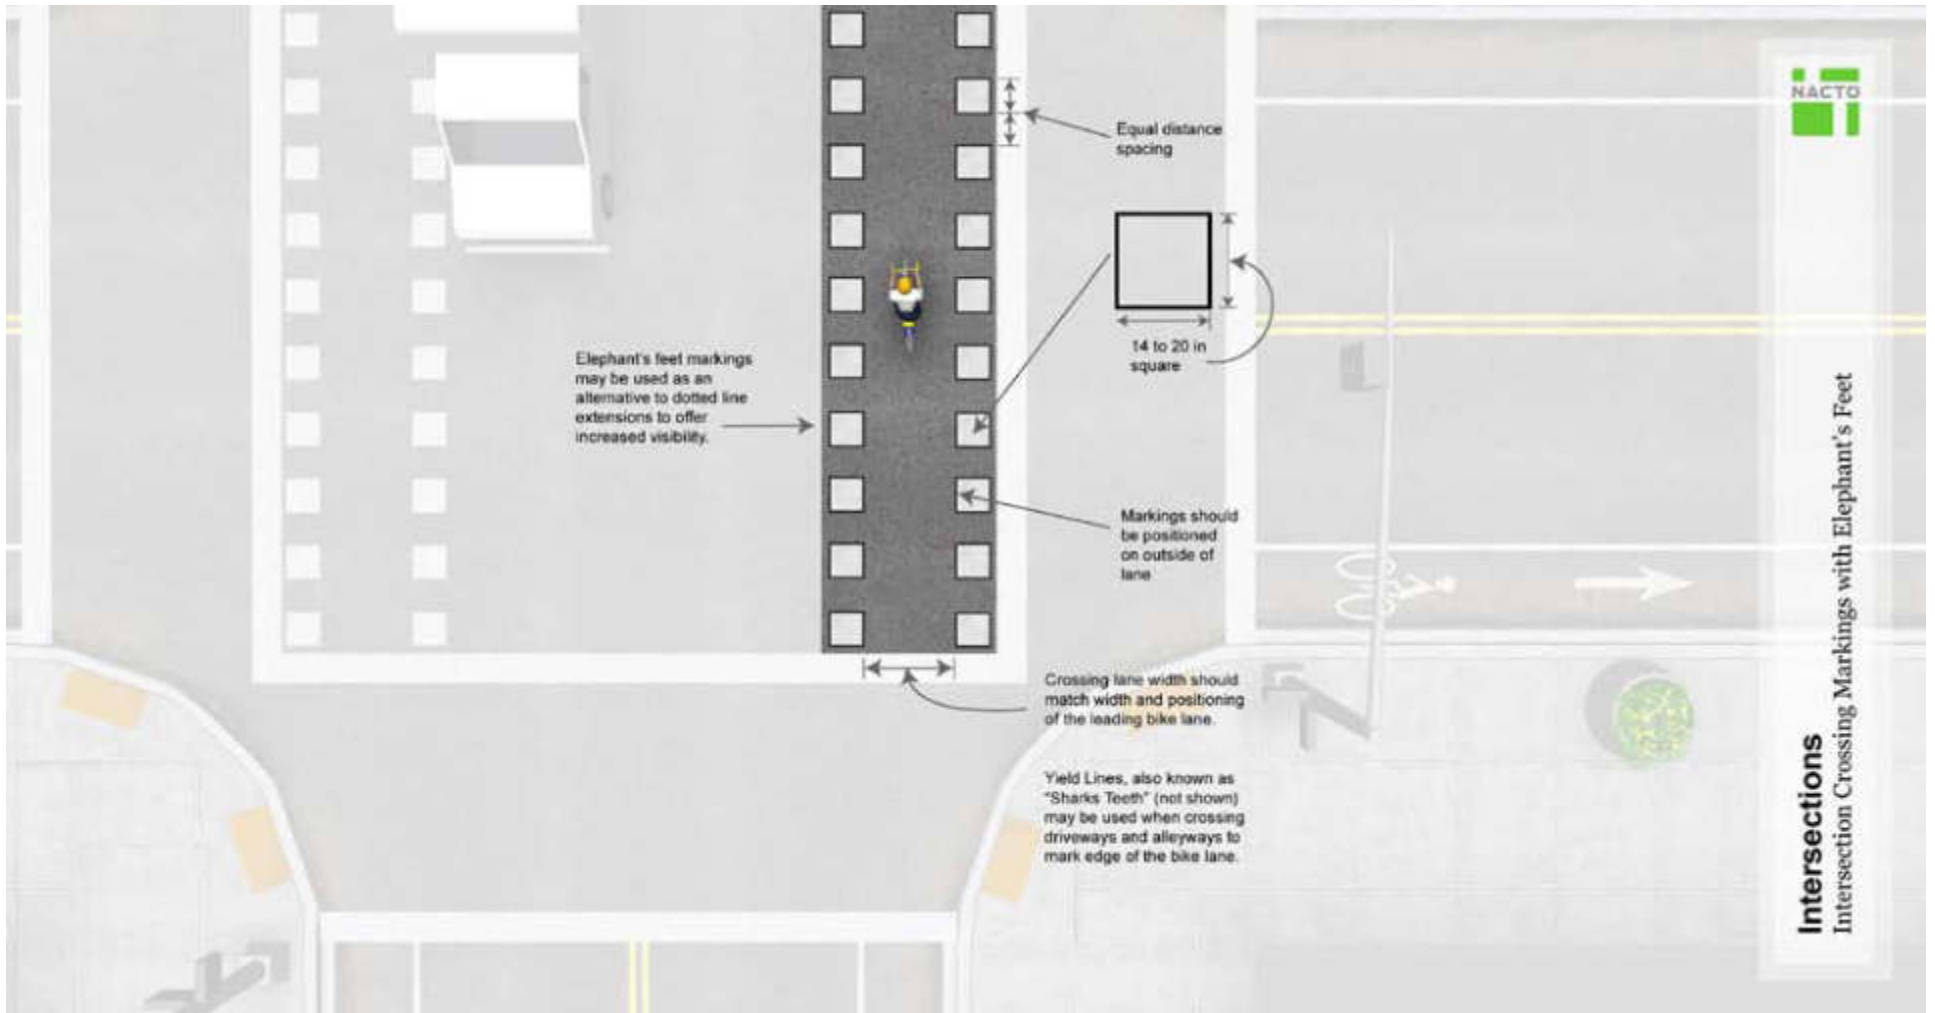 NACTO
Equal distance
spacing
14 to 20 in
square
Elephant's feet markings
may be used as an
alternative to dotted line
extensions to offer
increased visibility.
Markings should
be positioned
on outside of
lane
Crossing lane width should
match width and positioning
of the leading bike lane.
Yield Lines, also known as
"Sharks Teeth" (not shown)
may be used when crossing
driveways and alleyways to
mark edge of the bike lane.
Intersections
Intersection Crossing Markings with Elephant's Feet